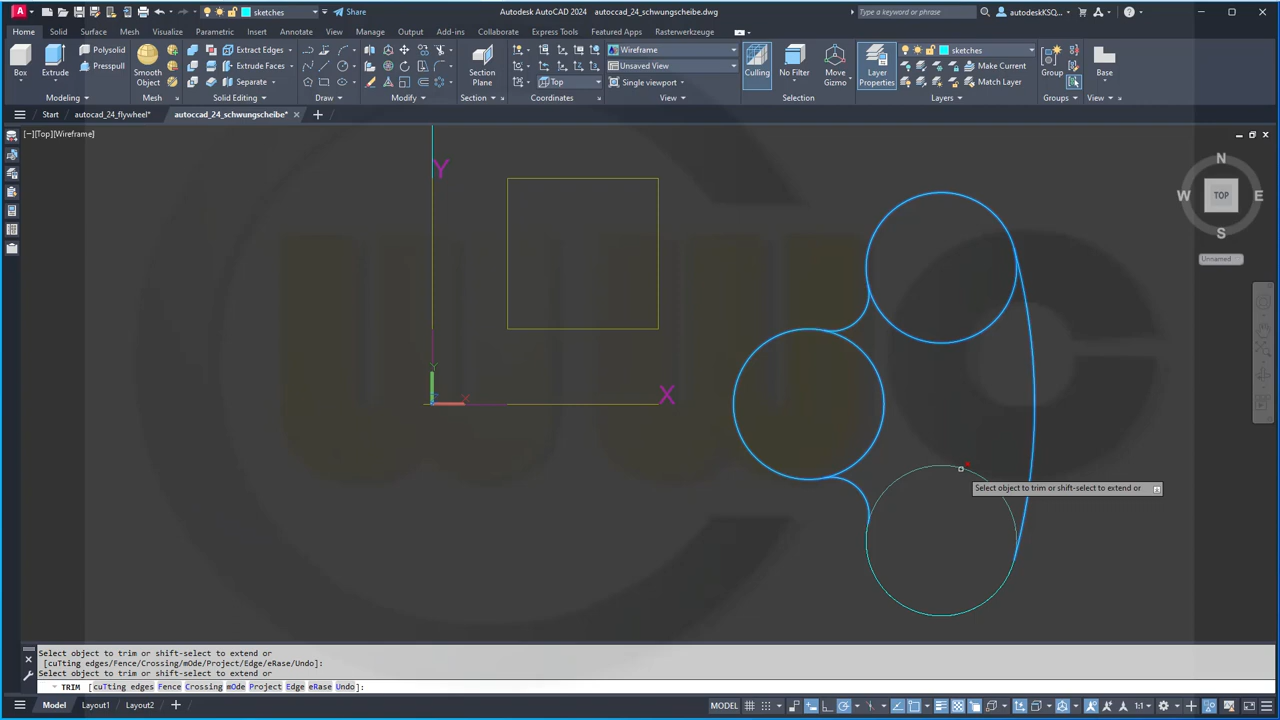 Share
sketches
Autodesk AutoCAD 2024 autoccad_24_schwungscheibe.dwg
Type a keyword or phrase
autodeskKSQ...
Home Solid Surface Mesh Visualize Parametric Insert Annotate View Manage Output Add-ins Collaborate Express Tools Featured Apps Rasterwerkzeuge
Box
Extrude
Polysolid
Presspull
Smooth
Object
Extract Edges
Extrude Faces
Separate
Section
Plane
Top
Wireframe
Unsaved View
Single viewport
Culling
No Filter
Move
Gizmo
Layer
Properties
sketches
Make Current
Match Layer
Group
Base
Modeling Mesh Solid Editing Draw Modify Section Coordinates View Selection Layers Groups View
Start autocad_24_flywheel* autoccad_24_schwungscheibe*
[−][Top][Wireframe]
Y
X
Y
X
N
W TOP E
S
Unnamed
Select object to trim or shift-select to extend or
Select object to trim or shift-select to extend or
[cuTting edges/Fence/Crossing/mOde/Project/Edge/eRase/Undo]:
Select object to trim or shift-select to extend or
TRIM [cuTting edges Fence Crossing mOde Project Edge eRase Undo]:
Model Layout1 Layout2
MODEL
1:1